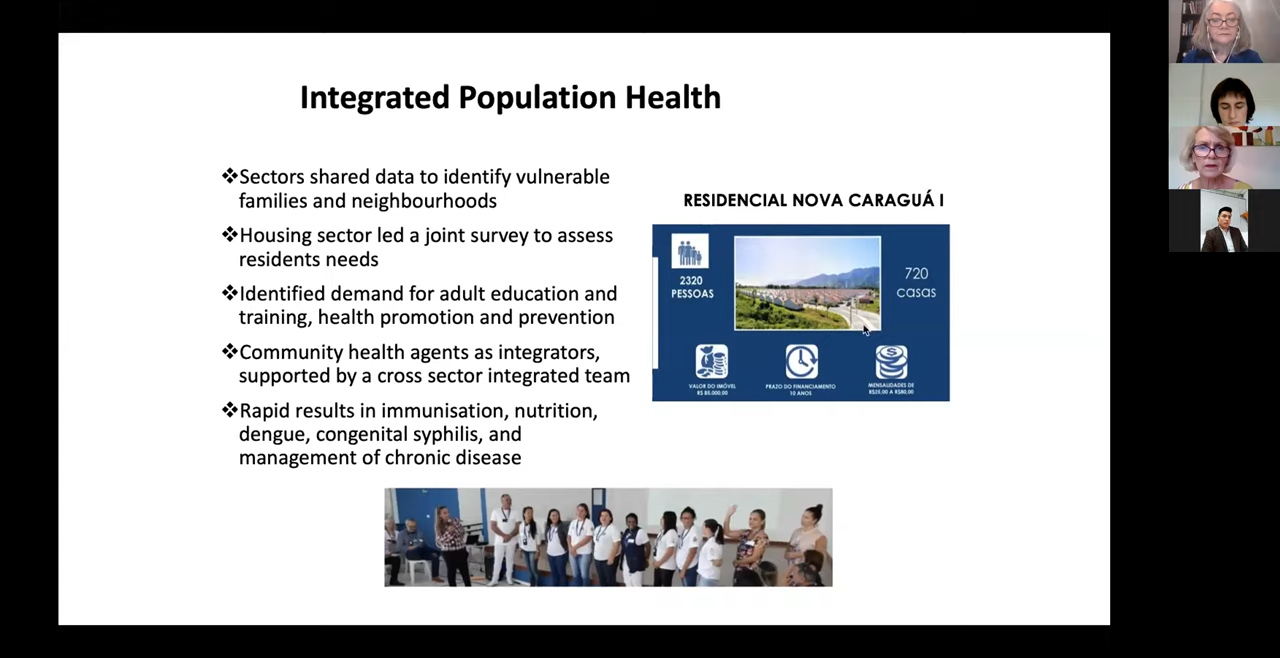 Integrated Population Health
❖Sectors shared data to identify vulnerable
families and neighbourhoods
❖Housing sector led a joint survey to assess
residents needs
❖Identified demand for adult education and
training, health promotion and prevention
❖Community health agents as integrators,
supported by a cross sector integrated team
❖Rapid results in immunisation, nutrition,
dengue, congenital syphilis, and
management of chronic disease
RESIDENCIAL NOVA CARAGUÁ I
2320
PESSOAS
720
casas
VALOR DO IMÓVEL
R$ 85.000,00
PRAZO DO FINANCIAMENTO
10 ANOS
MENSALIDADES DE
R$25,00 A R$80,00